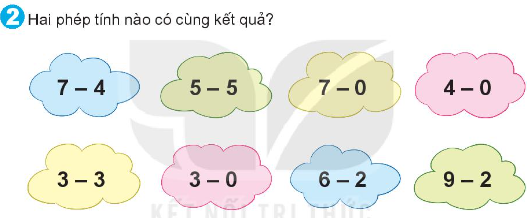 2 Hai phép tính nào có cùng kết quả?
7 – 4 5 – 5 7 – 0 4 – 0
3 – 3 3 – 0 6 – 2 9 – 2
KẾT NỐI TRI THỨC